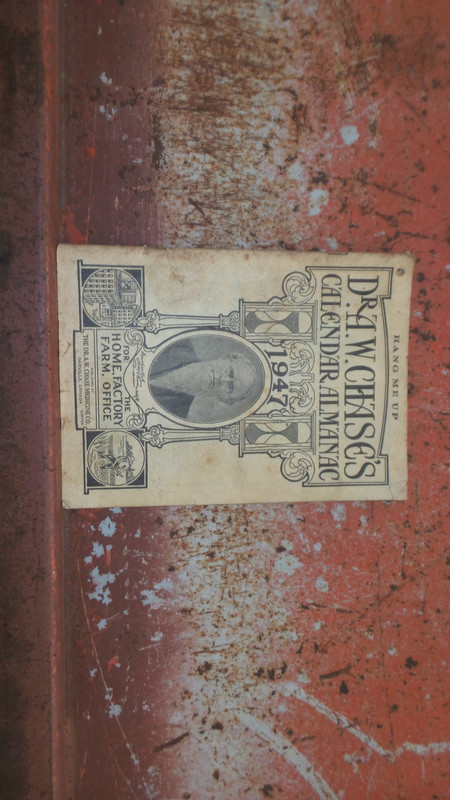 HANG ME UP
DR. A. W. CHASE'S
CALENDAR ALMANAC
1947
FOR THE
HOME, FACTORY
FARM, OFFICE
THE DR. A. W. CHASE MEDICINE CO.